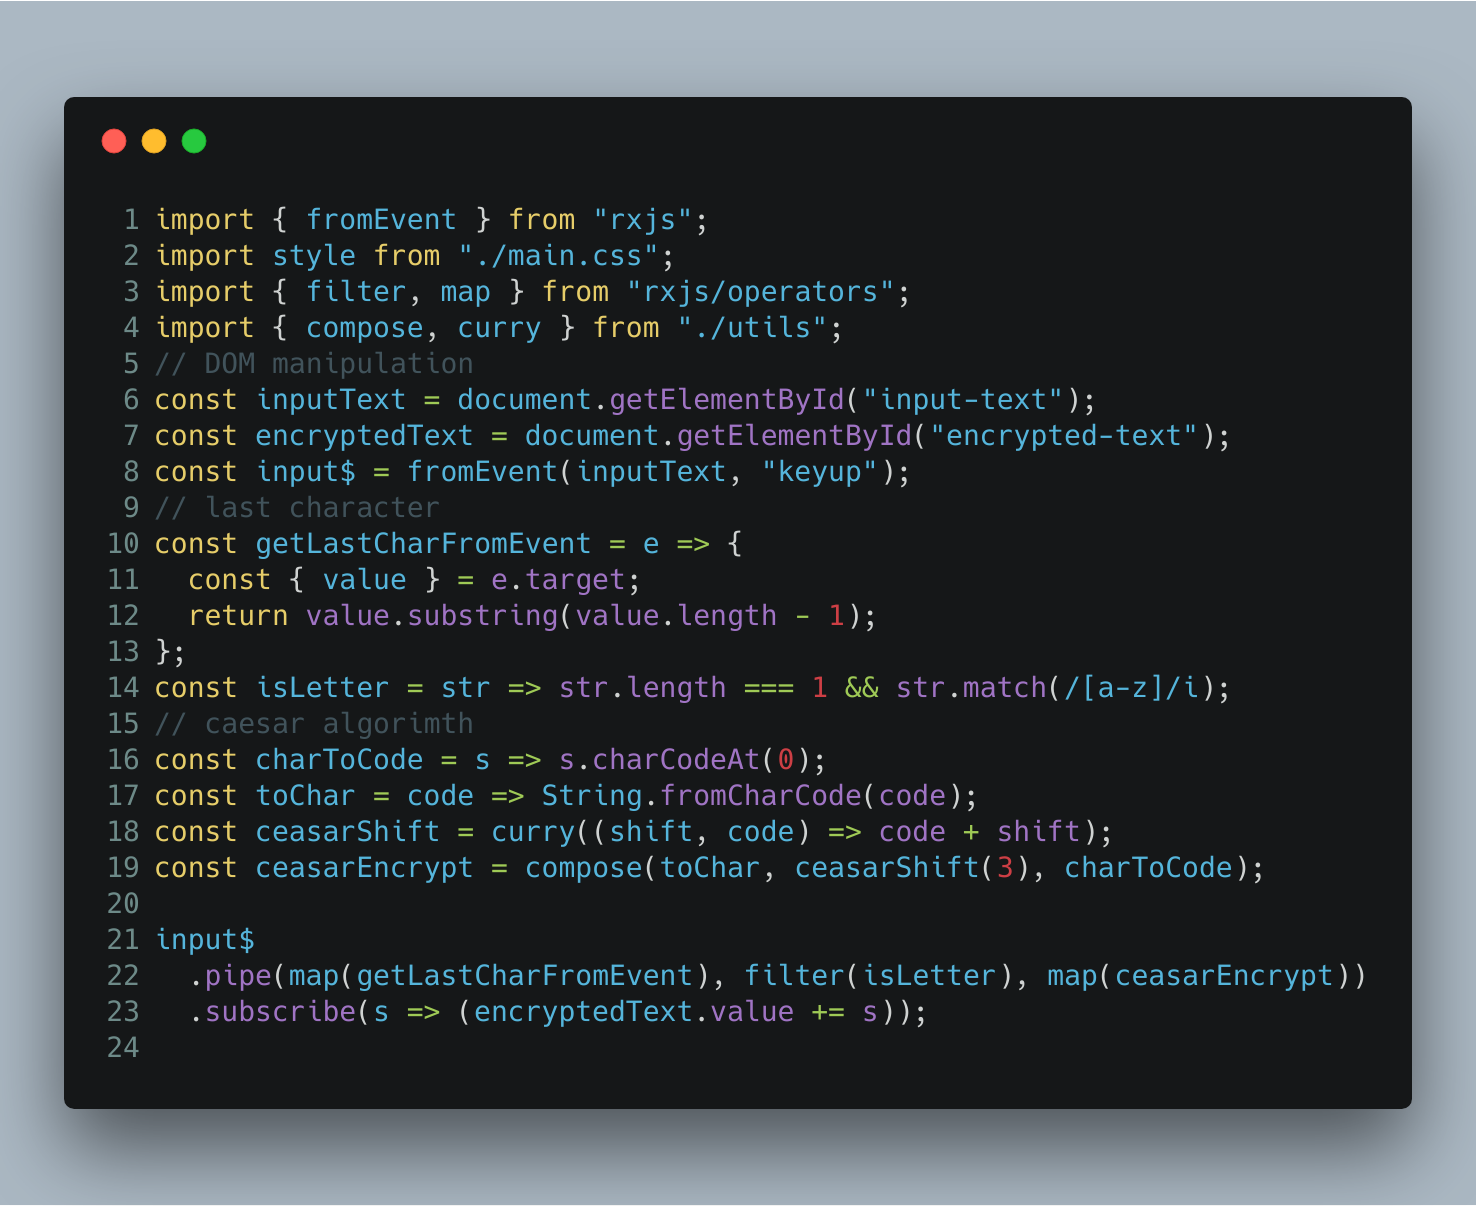 1 import { fromEvent } from "rxjs";
2 import style from "./main.css";
3 import { filter, map } from "rxjs/operators";
4 import { compose, curry } from "./utils";
5 // DOM manipulation
6 const inputText = document.getElementById("input-text");
7 const encryptedText = document.getElementById("encrypted-text");
8 const input$ = fromEvent(inputText, "keyup");
9 // last character
10 const getLastCharFromEvent = e => {
11   const { value } = e.target;
12   return value.substring(value.length - 1);
13 };
14 const isLetter = str => str.length === 1 && str.match(/[a-z]/i);
15 // caesar algorimth
16 const charToCode = s => s.charCodeAt(0);
17 const toChar = code => String.fromCharCode(code);
18 const ceasarShift = curry((shift, code) => code + shift);
19 const ceasarEncrypt = compose(toChar, ceasarShift(3), charToCode);
20
21 input$
22   .pipe(map(getLastCharFromEvent), filter(isLetter), map(ceasarEncrypt))
23   .subscribe(s => (encryptedText.value += s));
24